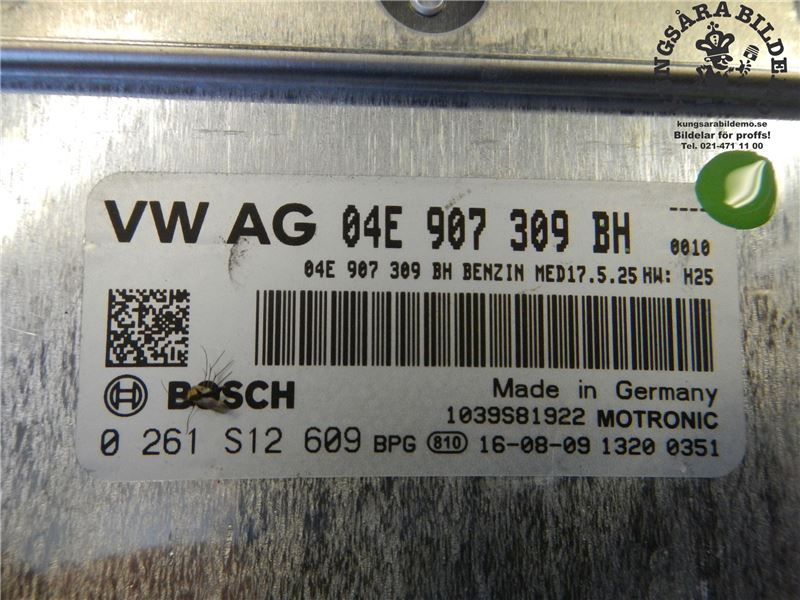 KUNGSÅRA BILDEMO
kungsarabildemo.se
Bildelar för proffs!
Tel. 021-471 11 00
VW AG 04E 907 309 BH
0010
04E 907 309 BH BENZIN MED17.5.25 HW: H25
BOSCH
Made in Germany
1039S81922 MOTRONIC
0 261 S12 609 BPG 810 16-08-09 1320 0351